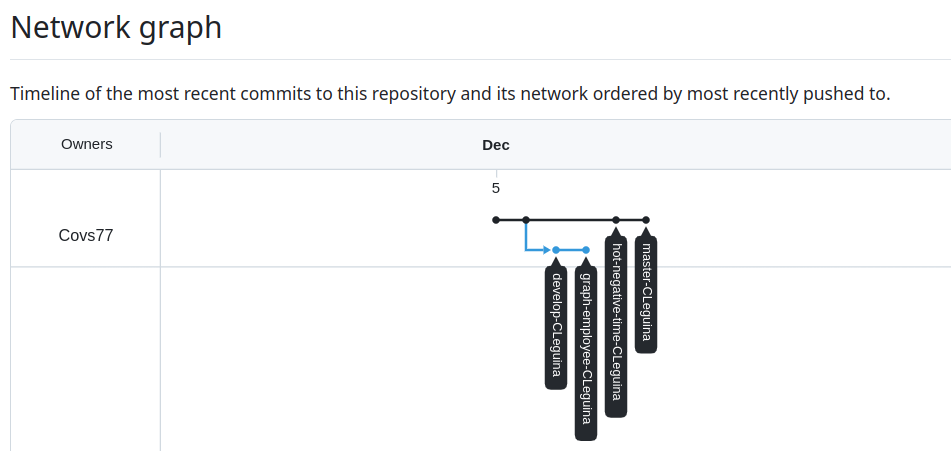 Network graph
Timeline of the most recent commits to this repository and its network ordered by most recently pushed to.
Owners
Dec
5
Covs77
develop-CLeguina
graph-employee-CLeguina
hot-negative-time-CLeguina
master-CLeguina